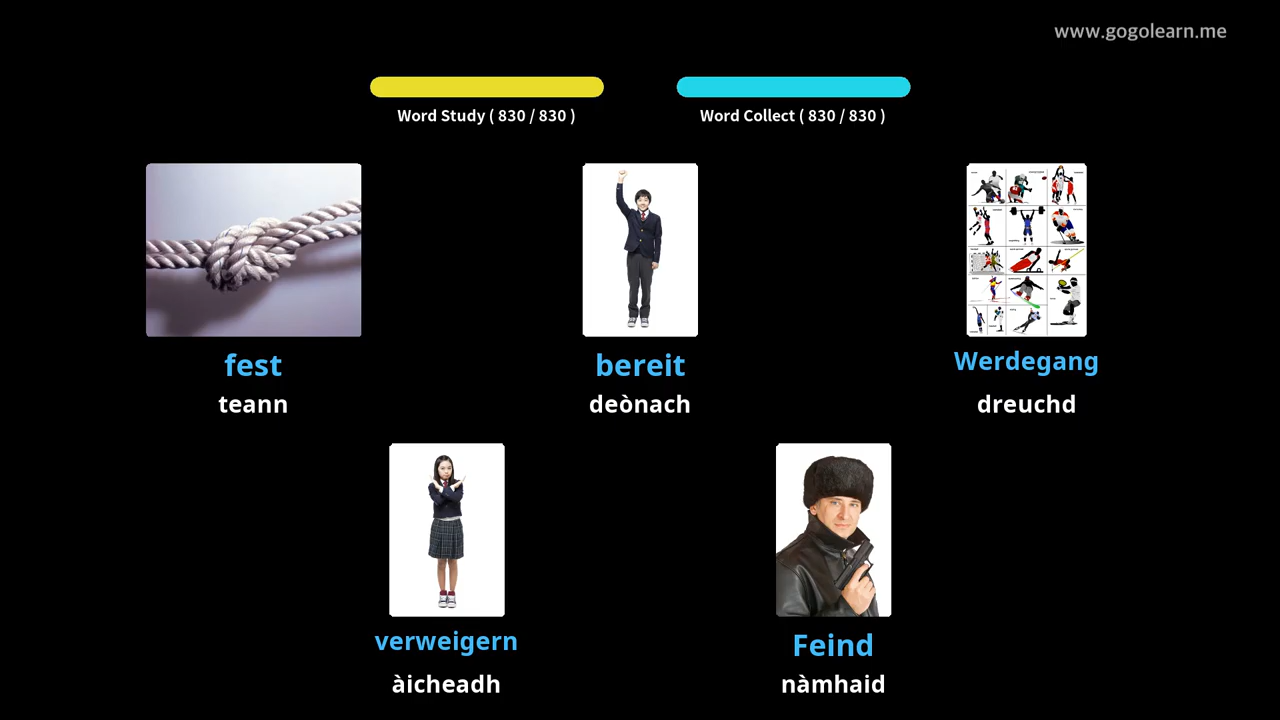 www.gogolearn.me
Word Study ( 830 / 830 )
Word Collect ( 830 / 830 )
fest
bereit
Werdegang
teann
deònach
dreuchd
verweigern
Feind
àicheadh
nàmhaid